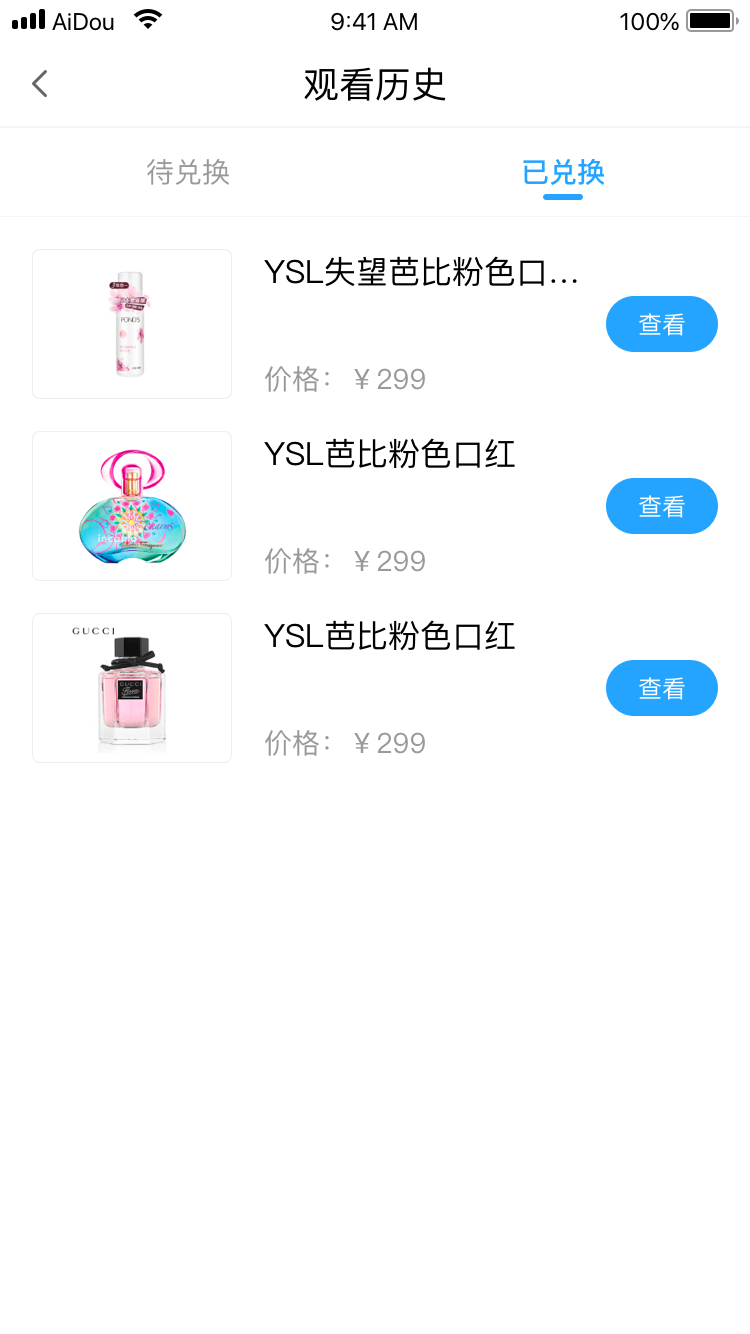 AiDou 9:41 AM 100%
观看历史
待兑换 已兑换
YSL失望芭比粉色口...
POND'S
查看
价格：￥299
YSL芭比粉色口红
charms
查看
价格：￥299
GUCCI
YSL芭比粉色口红
GUCCI
Flora
查看
价格：￥299